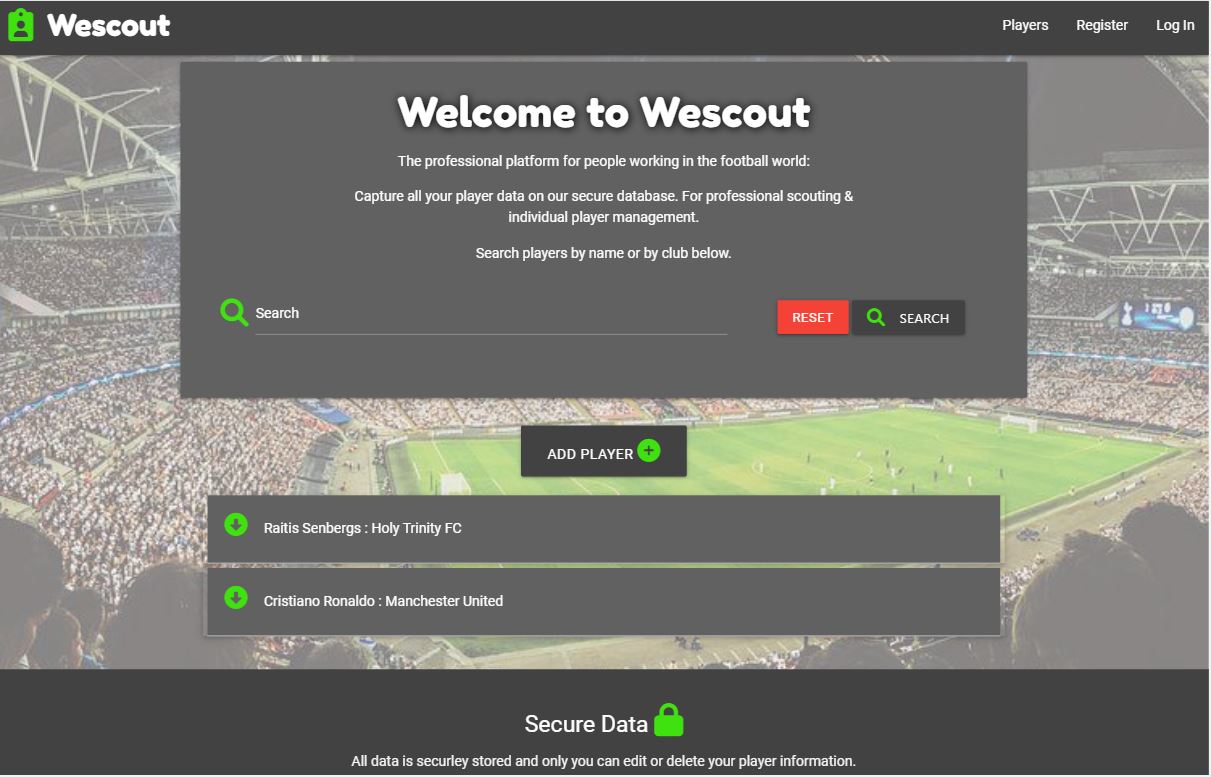 Wescout
Players Register Log In
Welcome to Wescout
The professional platform for people working in the football world:
Capture all your player data on our secure database. For professional scouting &
individual player management.
Search players by name or by club below.
Search
RESET
SEARCH
ADD PLAYER
Raitis Senbergs : Holy Trinity FC
Cristiano Ronaldo : Manchester United
Secure Data
All data is securley stored and only you can edit or delete your player information.